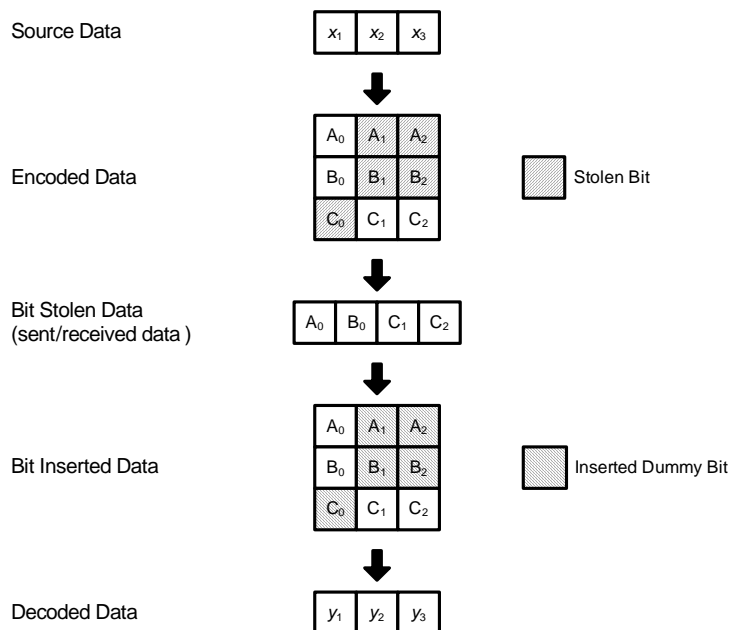 Source Data
x₁ x₂ x₃
A₀ A₁ A₂
Encoded Data
B₀ B₁ B₂
Stolen Bit
C₀ C₁ C₂
Bit Stolen Data
(sent/received data )
A₀ B₀ C₁ C₂
A₀ A₁ A₂
Bit Inserted Data
B₀ B₁ B₂
Inserted Dummy Bit
C₀ C₁ C₂
Decoded Data
y₁ y₂ y₃